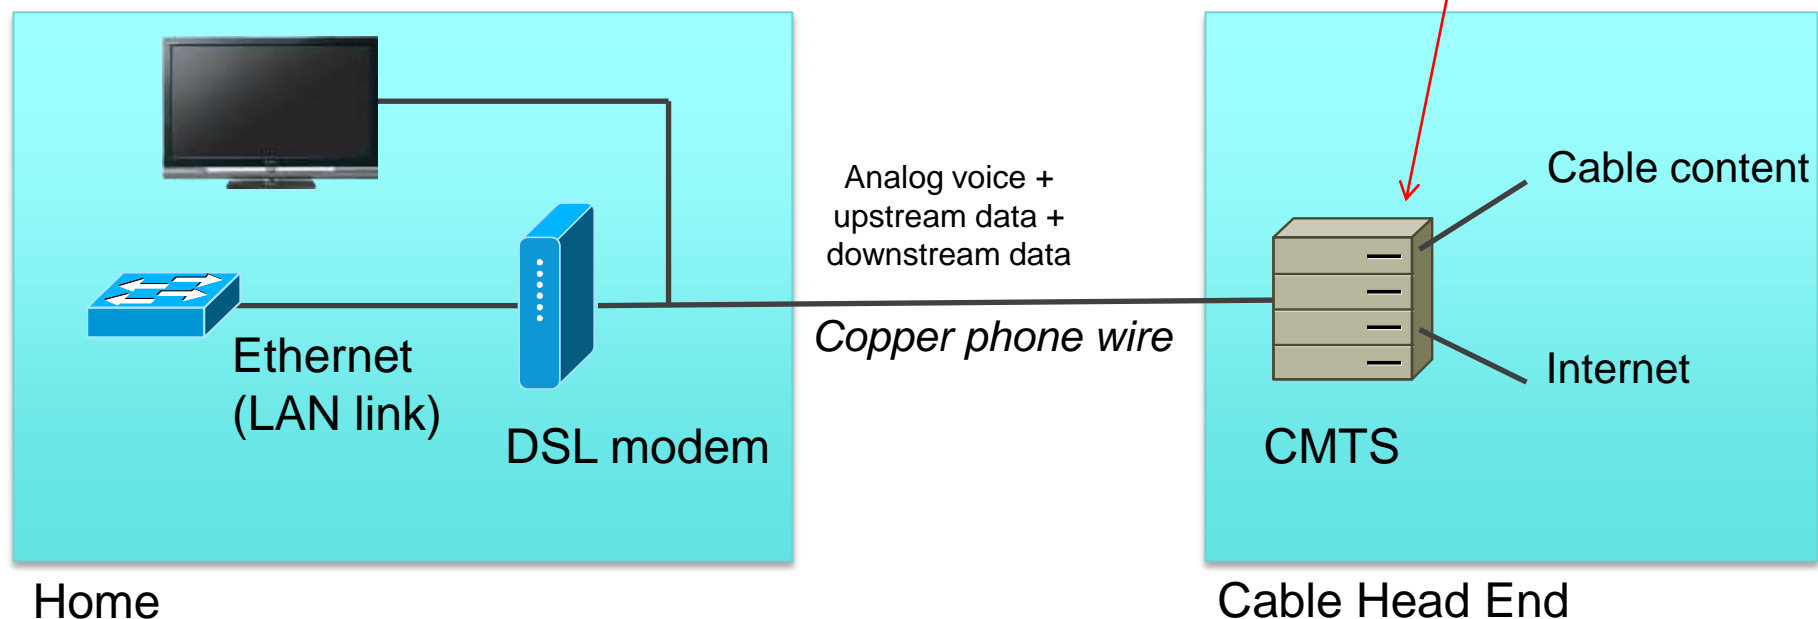 Analog voice +
upstream data +
downstream data
Copper phone wire
Cable content
Internet
Ethernet
(LAN link)
DSL modem
CMTS
Home
Cable Head End